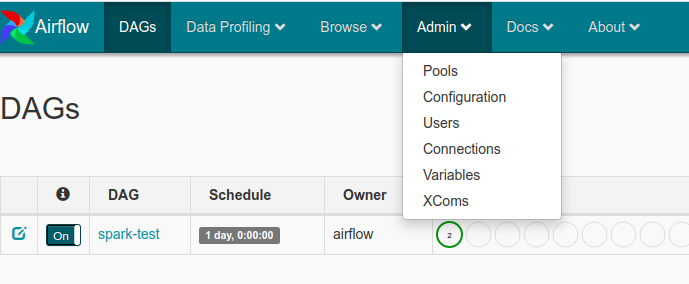 Airflow DAGs Data Profiling Browse Admin Docs About
Pools
Configuration
Users
Connections
Variables
XComs
DAGs
DAG Schedule Owner
On spark-test 1 day, 0:00:00 airflow 2